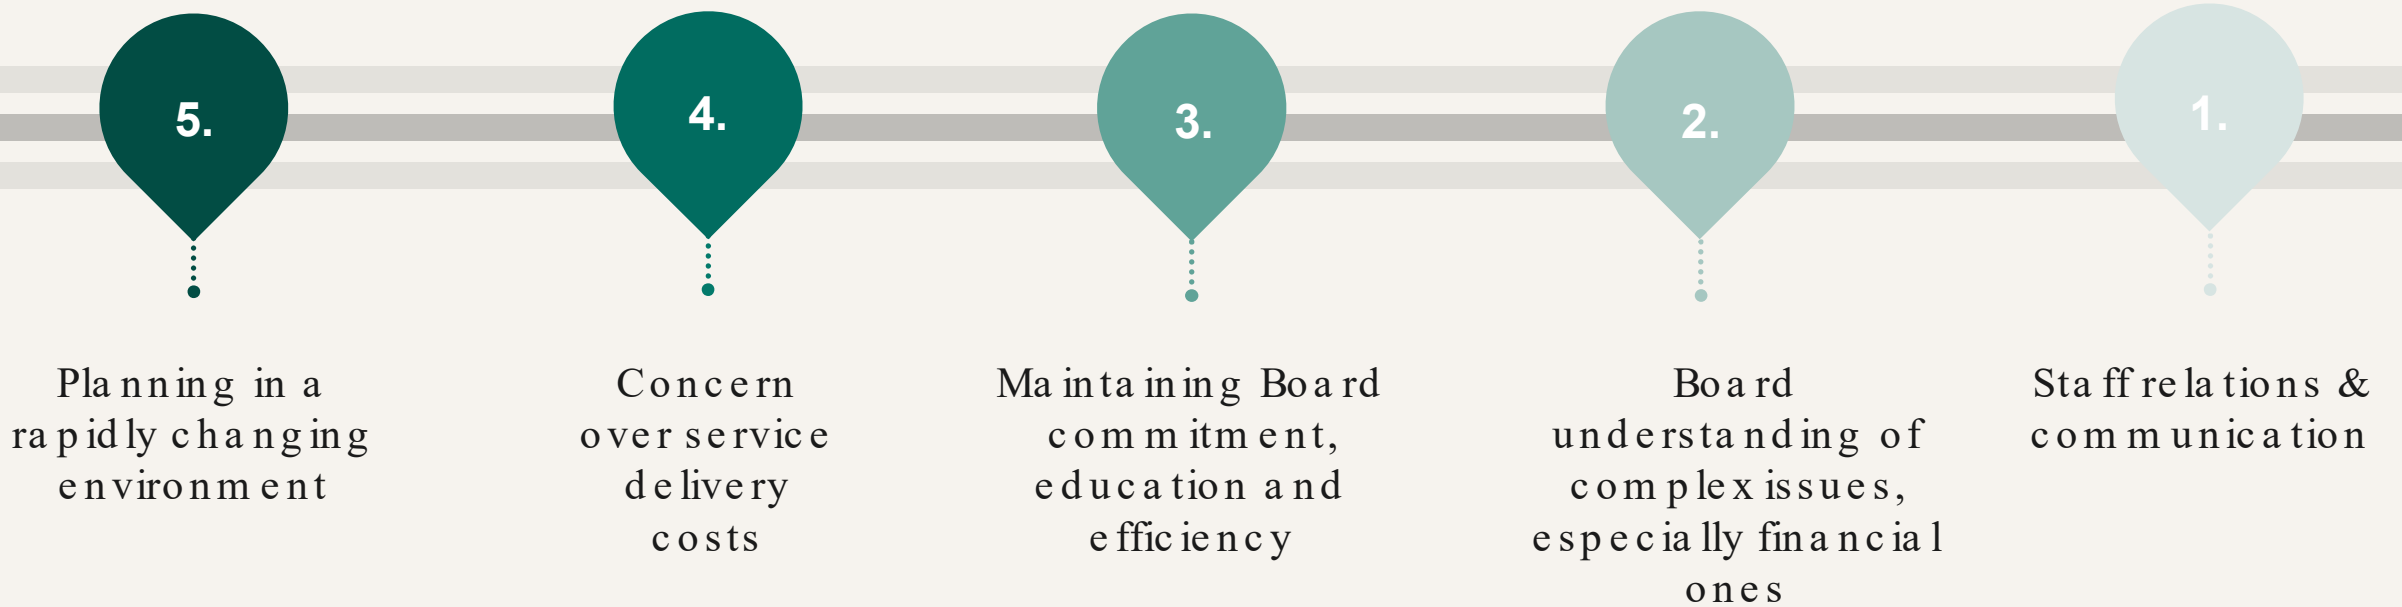 5.
Planning in a
rapidly changing
environment
4.
Concern
over service
delivery
costs
3.
Maintaining Board
commitment,
education and
efficiency
2.
Board
understanding of
complex issues,
especially financial
ones
1.
Staff relations &
communication